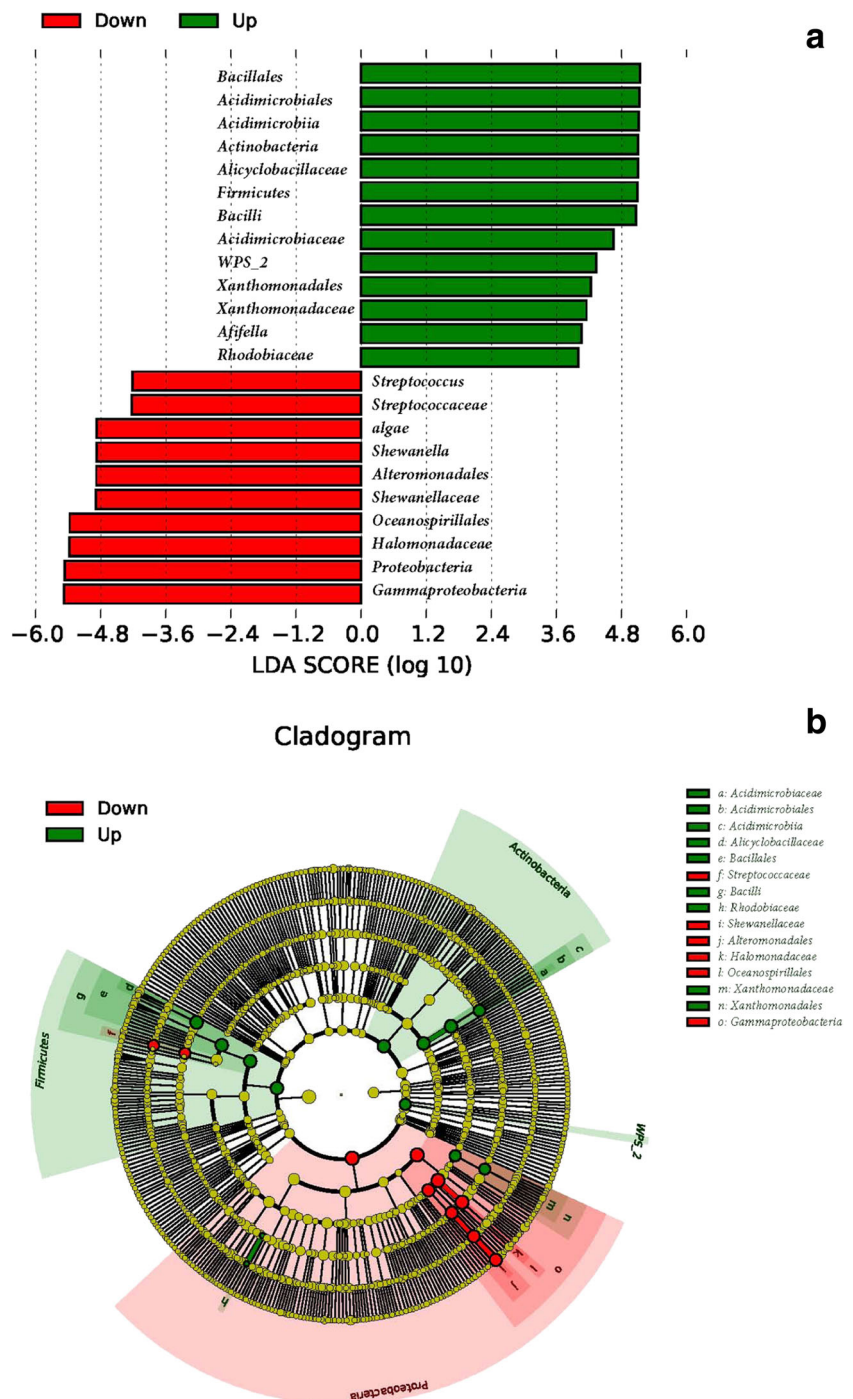 Down Up
a
Bacillales
Acidimicrobiales
Acidimicrobiia
Actinobacteria
Alicyclobacillaceae
Firmicutes
Bacilli
Acidimicrobiaceae
WPS_2
Xanthomonadales
Xanthomonadaceae
Afifella
Rhodobiaceae
Streptococcus
Streptococcaceae
algae
Shewanella
Alteromonadales
Shewanellaceae
Oceanospirillales
Halomonadaceae
Proteobacteria
Gammaproteobacteria
−6.0 −4.8 −3.6 −2.4 −1.2 0.0 1.2 2.4 3.6 4.8 6.0
LDA SCORE (log 10)
b
Cladogram
Down
Up
a: Acidimicrobiaceae
b: Acidimicrobiales
c: Acidimicrobiia
d: Alicyclobacillaceae
e: Bacillales
f: Streptococcaceae
g: Bacilli
h: Rhodobiaceae
i: Shewanellaceae
j: Alteromonadales
k: Halomonadaceae
l: Oceanospirillales
m: Xanthomonadaceae
n: Xanthomonadales
o: Gammaproteobacteria
Actinobacteria
a b c
g e d
f
Firmicutes
WPS_2
m n
k l o
j
h
Proteobacteria